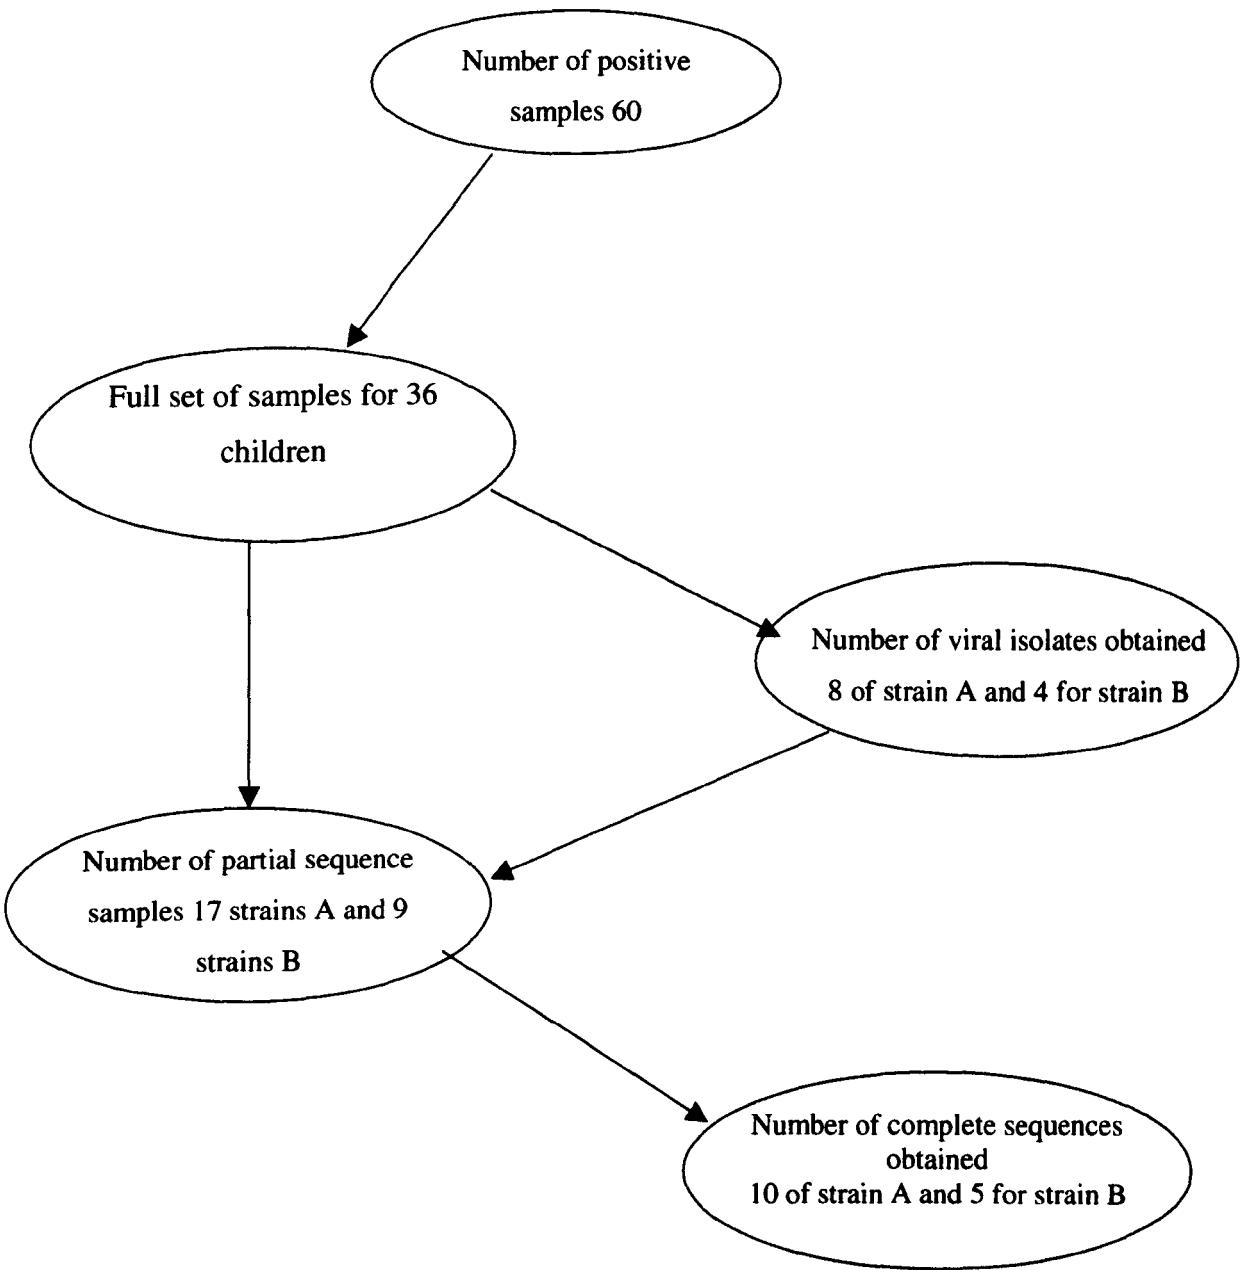 Number of positive
samples 60
Full set of samples for 36
children
Number of viral isolates obtained
8 of strain A and 4 for strain B
Number of partial sequence
samples 17 strains A and 9
strains B
Number of complete sequences
obtained
10 of strain A and 5 for strain B